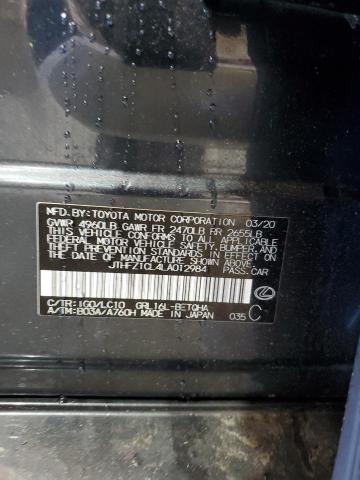 MFD. BY: TOYOTA MOTOR CORPORATION 03/20
GVWR 4960LB GAWR FR 2470LB RR 2655LB
THIS VEHICLE CONFORMS TO ALL APPLICABLE
FEDERAL MOTOR VEHICLE SAFETY, BUMPER, AND
THEFT PREVENTION STANDARDS IN EFFECT ON
THE DATE OF MANUFACTURE SHOWN ABOVE.
JTHFZTCL4LA012984 PASS. CAR
C/TR: 1G0/LC10 GRL16L-BETQHA
A/TM: B03A/A760H MADE IN JAPAN 035 C